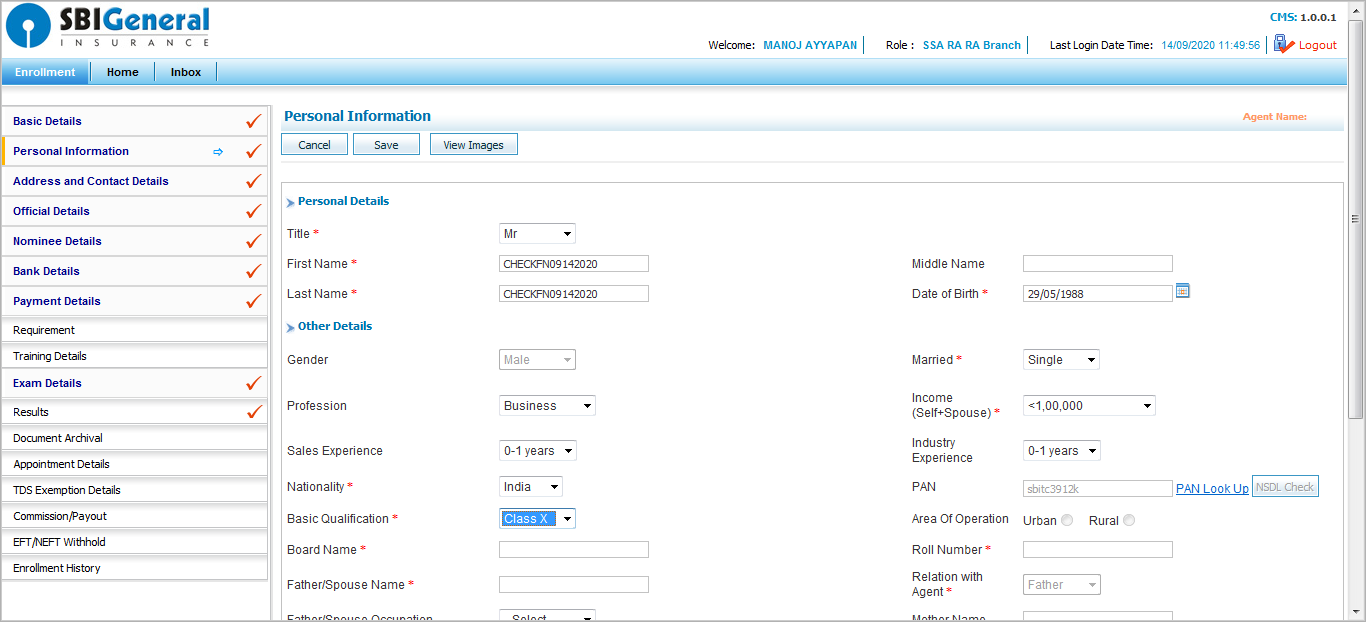 SBIGeneral
INSURANCE
CMS: 1.0.0.1
Welcome: MANOJ AYYAPAN Role : SSA RA RA Branch Last Login Date Time: 14/09/2020 11:49:56 Logout
Enrollment Home Inbox
Basic Details
Personal Information
Address and Contact Details
Official Details
Nominee Details
Bank Details
Payment Details
Requirement
Training Details
Exam Details
Results
Document Archival
Appointment Details
TDS Exemption Details
Commission/Payout
EFT/NEFT Withhold
Enrollment History
Personal Information Agent Name:
Cancel Save View Images
Personal Details
Title * Mr
First Name * CHECKFN09142020 Middle Name
Last Name * CHECKFN09142020 Date of Birth * 29/05/1988
Other Details
Gender Male Married * Single
Profession Business Income
(Self+Spouse) * <1,00,000
Sales Experience 0-1 years Industry
Experience 0-1 years
Nationality * India PAN sbitc3912k PAN Look Up NSDL Check
Basic Qualification * Class X Area Of Operation Urban Rural
Board Name * Roll Number *
Father/Spouse Name * Relation with
Agent * Father
Father/Spouse Occupation Select Mother Name